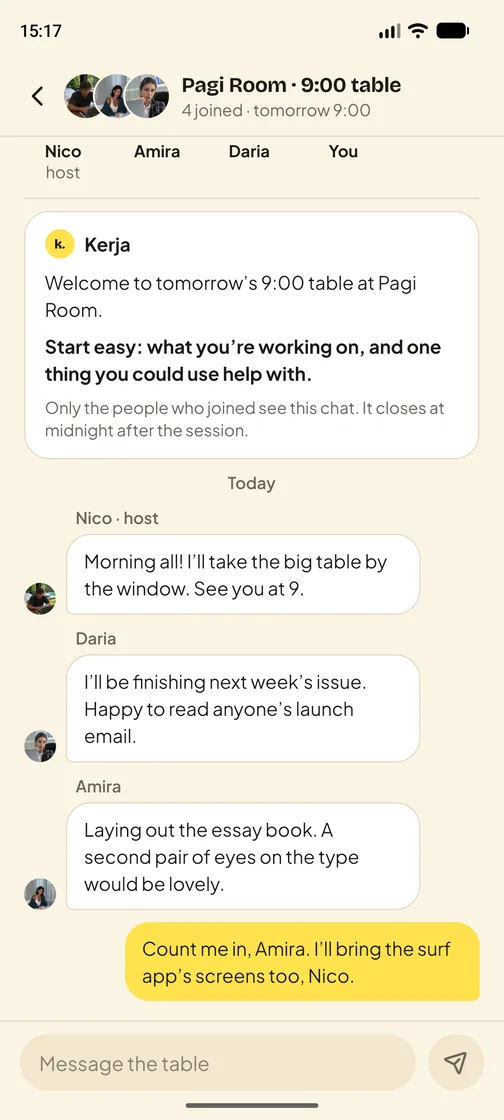 15:17
Pagi Room · 9:00 table
4 joined · tomorrow 9:00
Nico Amira Daria You
host
k. Kerja
Welcome to tomorrow’s 9:00 table at Pagi
Room.
Start easy: what you’re working on, and one
thing you could use help with.
Only the people who joined see this chat. It closes at
midnight after the session.
Today
Nico · host
Morning all! I’ll take the big table by
the window. See you at 9.
Daria
I’ll be finishing next week’s issue.
Happy to read anyone’s launch
email.
Amira
Laying out the essay book. A
second pair of eyes on the type
would be lovely.
Count me in, Amira. I’ll bring the surf
app’s screens too, Nico.
Message the table